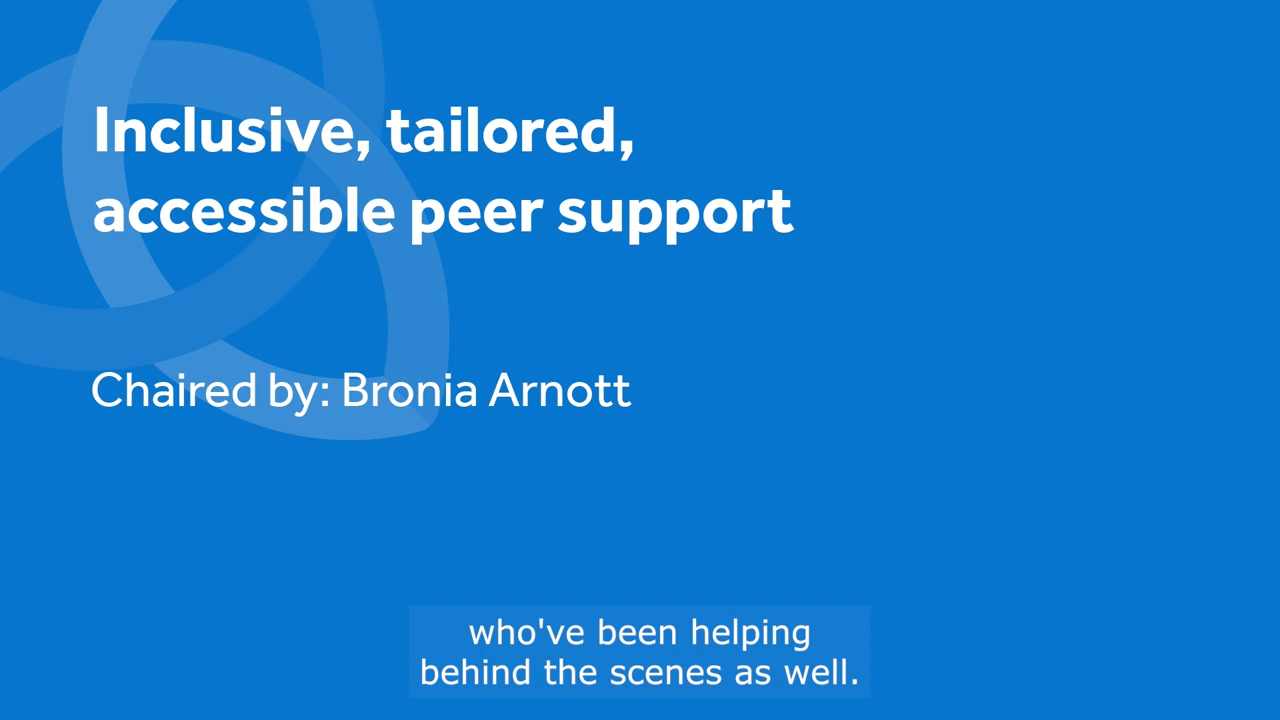 Inclusive, tailored,
accessible peer support
Chaired by: Bronia Arnott
who've been helping
behind the scenes as well.